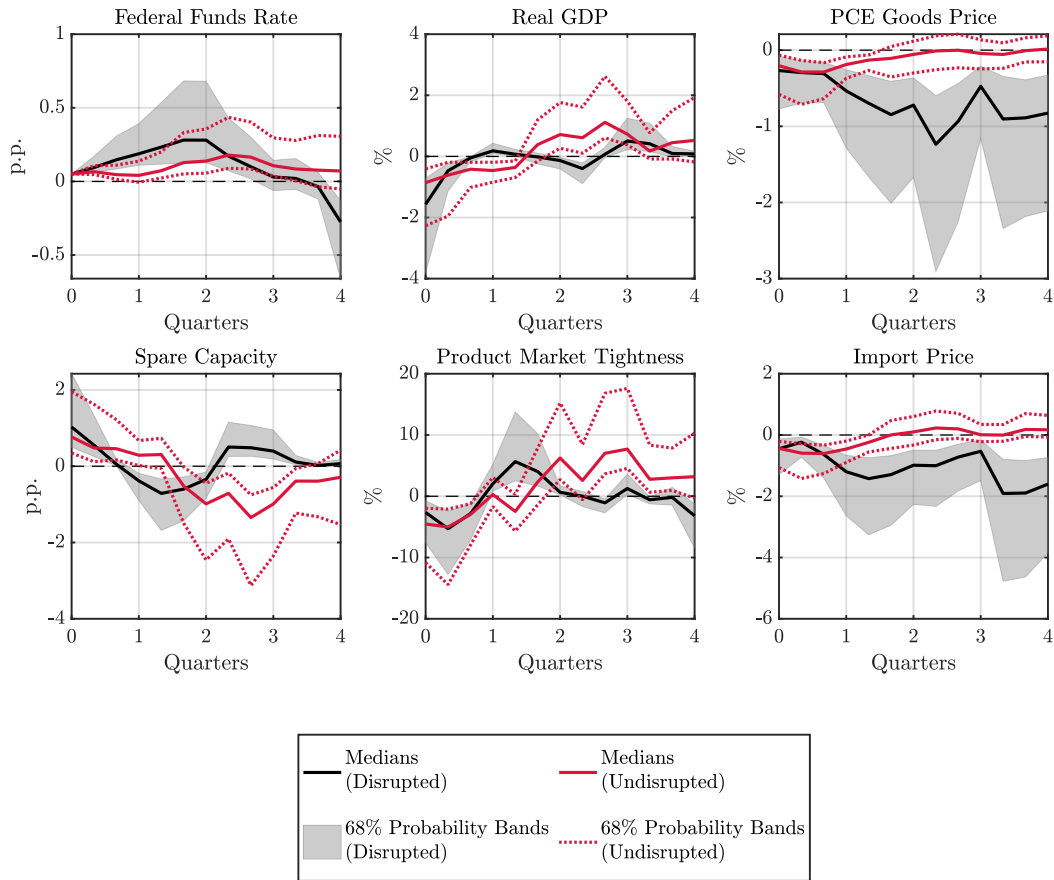 Federal Funds Rate
Real GDP
PCE Goods Price
1
0.5
0
-0.5
p.p.
0
1
2
3
4
Quarters
4
2
0
-2
-4
%
0
1
2
3
4
Quarters
0
-1
-2
-3
%
0
1
2
3
4
Quarters
Spare Capacity
Product Market Tightness
Import Price
2
0
-2
-4
p.p.
0
1
2
3
4
Quarters
20
10
0
-10
-20
%
0
1
2
3
4
Quarters
0
-2
-4
-6
%
0
1
2
3
4
Quarters
Medians
(Disrupted)
Medians
(Undisrupted)
68% Probability Bands
(Disrupted)
68% Probability Bands
(Undisrupted)